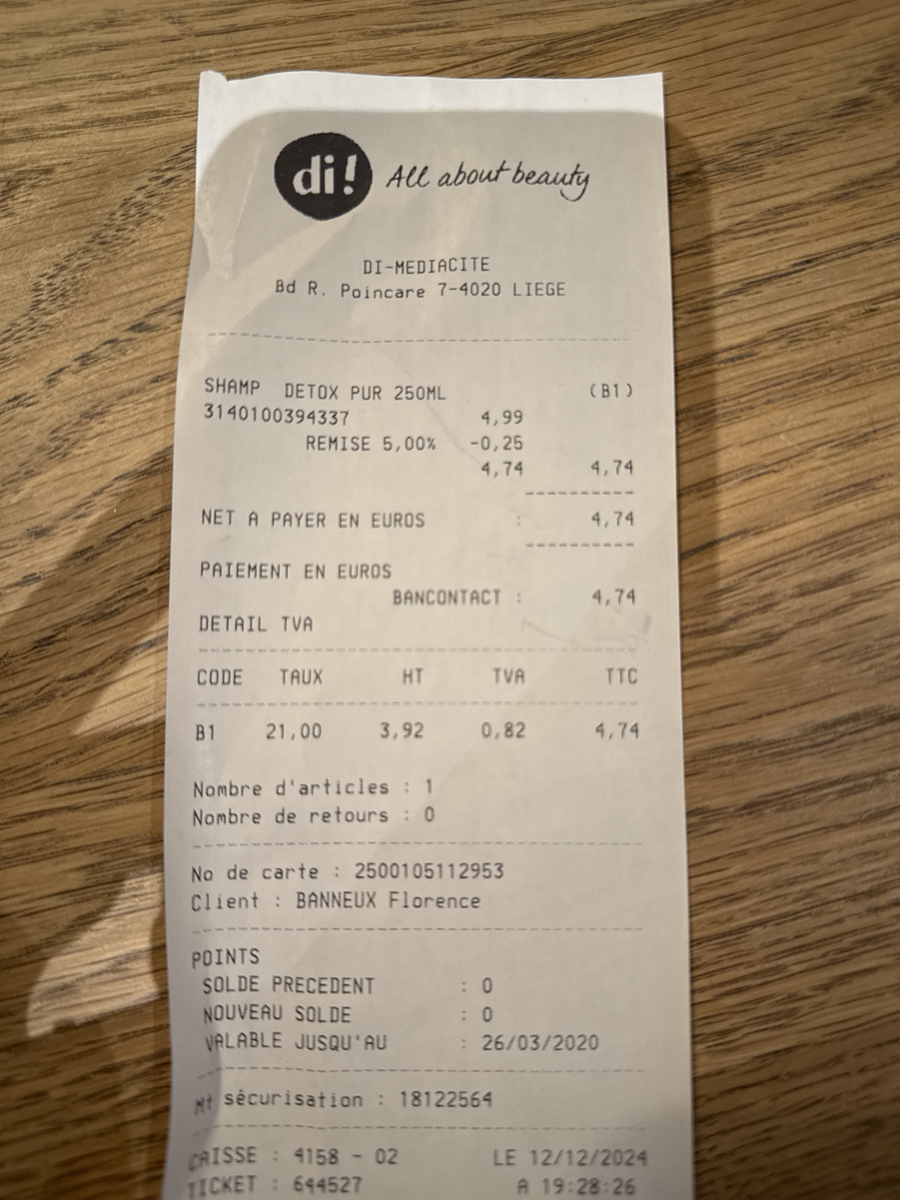 di! All about beauty
DI-MEDIACITE
Bd R. Poincare 7-4020 LIEGE
SHAMP DETOX PUR 250ML (B1)
3140100394337 4,99
REMISE 5,00% -0,25
4,74 4,74
NET A PAYER EN EUROS : 4,74
PAIEMENT EN EUROS
BANCONTACT : 4,74
DETAIL TVA
CODE TAUX HT TVA TTC
B1 21,00 3,92 0,82 4,74
Nombre d'articles : 1
Nombre de retours : 0
No de carte : 2500105112953
Client : BANNEUX Florence
POINTS
SOLDE PRECEDENT : 0
NOUVEAU SOLDE : 0
VALABLE JUSQU'AU : 26/03/2020
Mt sécurisation : 18122564
CAISSE : 4158 - 02 LE 12/12/2024
TICKET : 644527 A 19:28:26